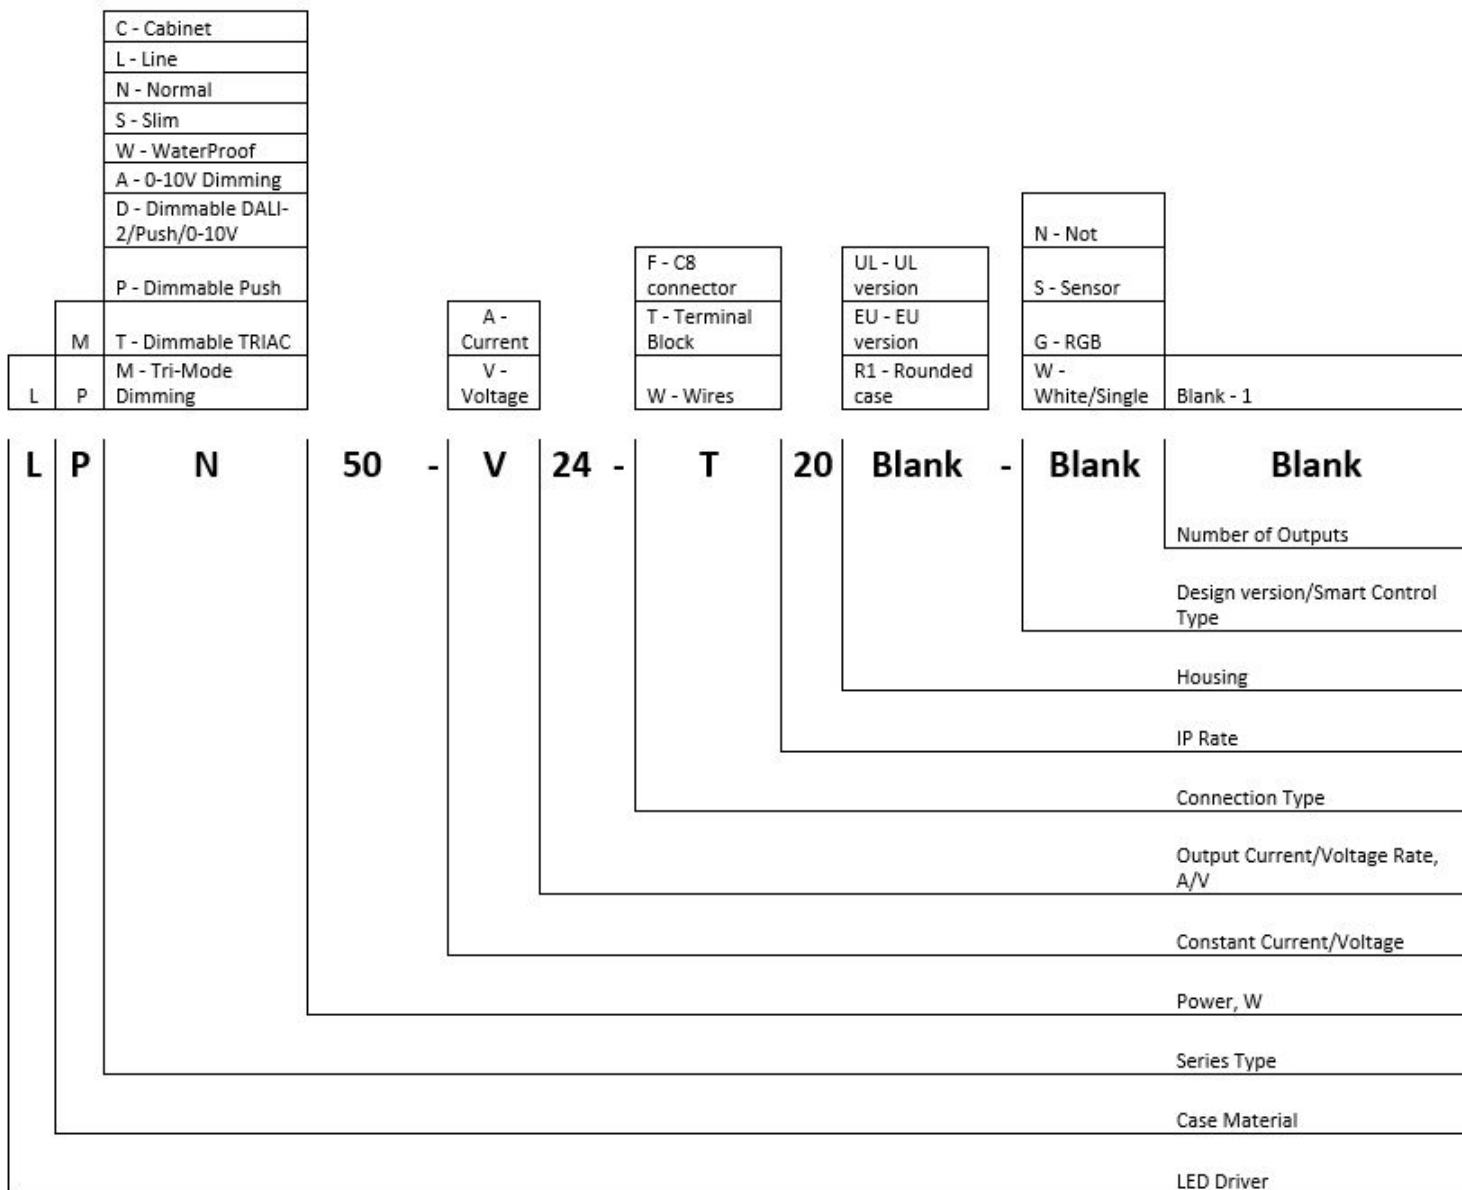 C - Cabinet
L - Line
N - Normal
S - Slim
W - WaterProof
A - 0-10V Dimming
D - Dimmable DALI-
2/Push/0-10V
P - Dimmable Push
M
T - Dimmable TRIAC
L
P
M - Tri-Mode
Dimming
A -
Current
V -
Voltage
F - C8
connector
T - Terminal
Block
W - Wires
UL - UL
version
EU - EU
version
R1 - Rounded
case
N - Not
S - Sensor
G - RGB
W -
White/Single
Blank - 1
L P N 50 - V 24 - T 20 Blank - Blank Blank
Number of Outputs
Design version/Smart Control
Type
Housing
IP Rate
Connection Type
Output Current/Voltage Rate,
A/V
Constant Current/Voltage
Power, W
Series Type
Case Material
LED Driver